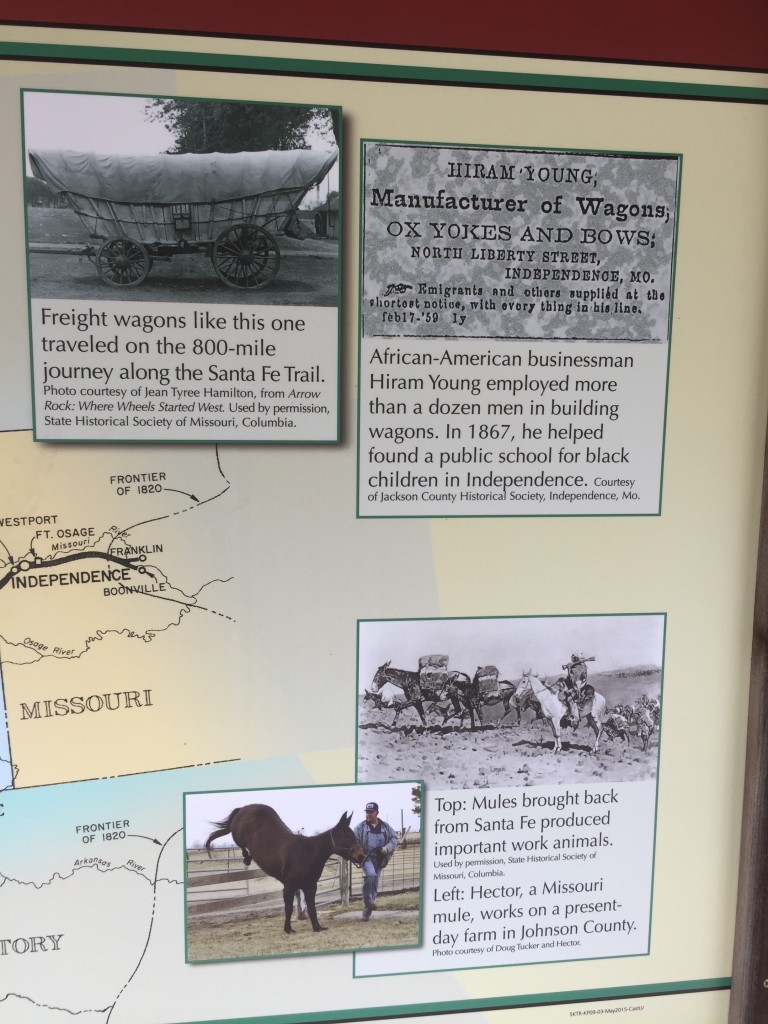 Freight wagons like this one
traveled on the 800-mile
journey along the Santa Fe Trail.
Photo courtesy of Jean Tyree Hamilton, from Arrow
Rock: Where Wheels Started West. Used by permission,
State Historical Society of Missouri, Columbia.
HIRAM YOUNG,
Manufacturer of Wagons,
OX YOKES AND BOWS,
NORTH LIBERTY STREET,
INDEPENDENCE, MO.
Emigrants and others supplied at the
shortest notice, with every thing in his line.
feb17-'59 1y
African-American businessman
Hiram Young employed more
than a dozen men in building
wagons. In 1867, he helped
found a public school for black
children in Independence. Courtesy
of Jackson County Historical Society, Independence, Mo.
FRONTIER
OF 1820
WESTPORT
FT. OSAGE
Missouri River
FRANKLIN
INDEPENDENCE
BOONVILLE
Osage River
MISSOURI
E
FRONTIER
OF 1820
Arkansas River
TORY
Top: Mules brought back
from Santa Fe produced
important work animals.
Used by permission, State Historical Society of
Missouri, Columbia.
Left: Hector, a Missouri
mule, works on a present-
day farm in Johnson County.
Photo courtesy of Doug Tucker and Hector.